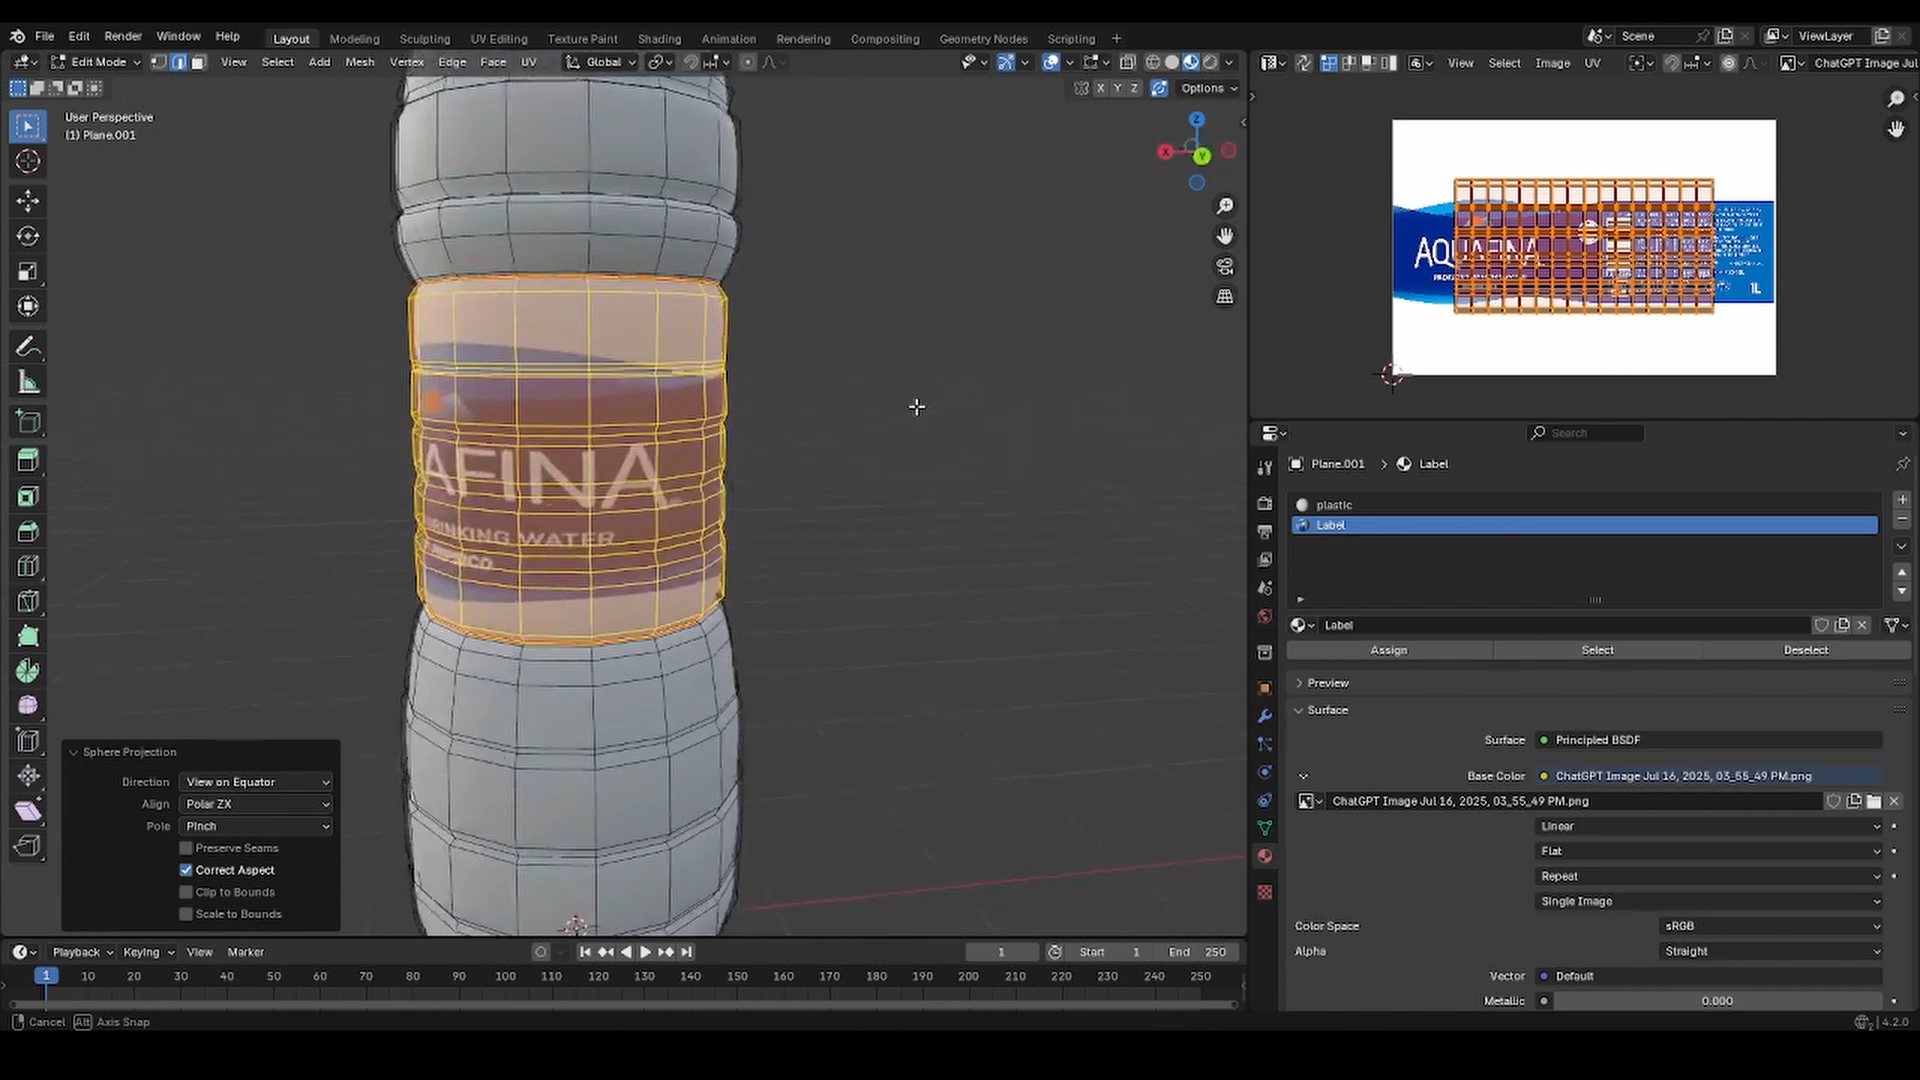 File Edit Render Window Help Layout Modeling Sculpting UV Editing Texture Paint Shading Animation Rendering Compositing Geometry Nodes Scripting + Scene ViewLayer
Edit Mode View Select Add Mesh Vertex Edge Face UV Global View Select Image UV ChatGPT Image Jul
X Y Z Options
User Perspective
(1) Plane.001
Z
X Y
AQUAFINA
1L
AFINA
DRINKING WATER
Search
Plane.001 > Label
plastic
Label
Label
Assign Select Deselect
Preview
Surface
Surface Principled BSDF
Base Color ChatGPT Image Jul 16, 2025, 03_55_49 PM.png
ChatGPT Image Jul 16, 2025, 03_55_49 PM.png
Linear
Flat
Repeat
Single Image
Color Space sRGB
Alpha Straight
Vector Default
Metallic 0.000
Sphere Projection
Direction View on Equator
Align Polar ZX
Pole Pinch
Preserve Seams
Correct Aspect
Clip to Bounds
Scale to Bounds
Playback Keying View Marker 1 Start 1 End 250
1 10 20 30 40 50 60 70 80 90 100 110 120 130 140 150 160 170 180 190 200 210 220 230 240 250
Cancel Alt Axis Snap 4.2.0